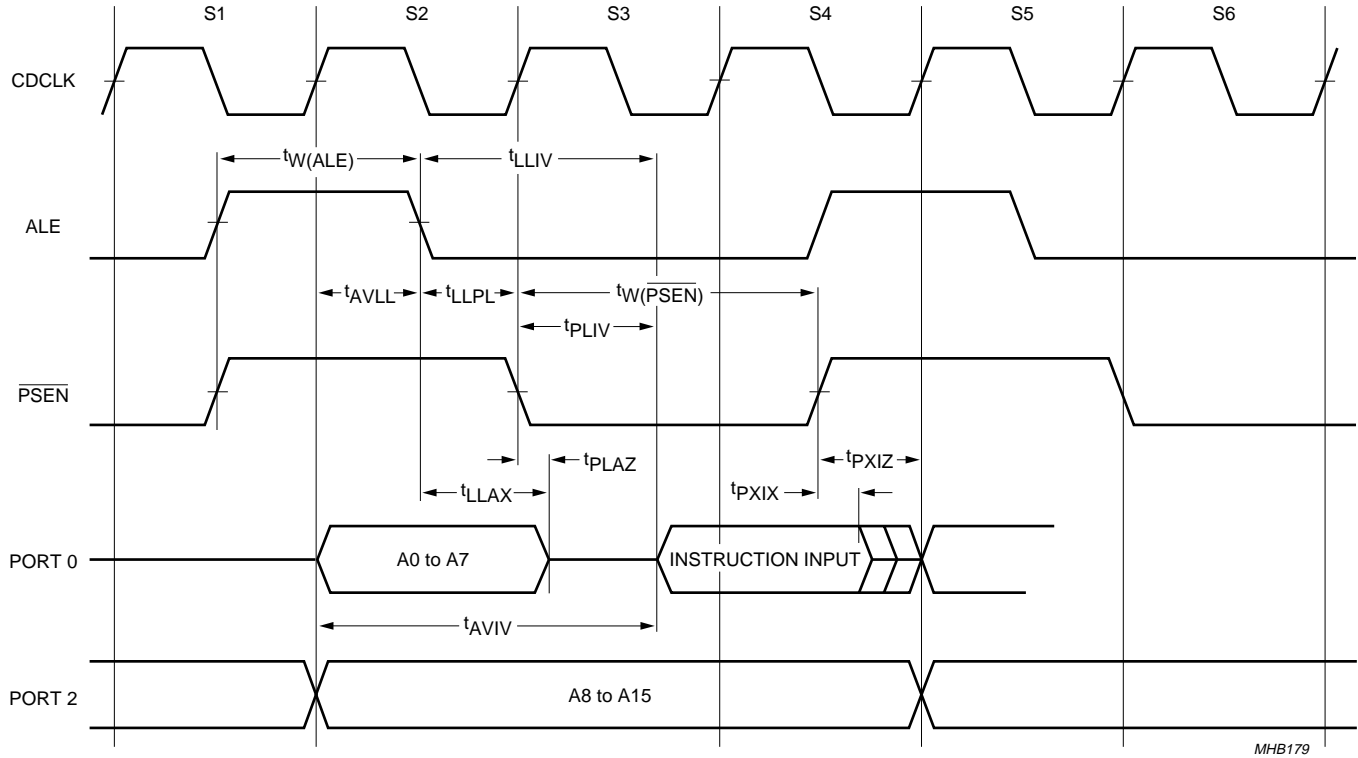 S1 S2 S3 S4 S5 S6
CDCLK
tW(ALE) tLLIV
ALE
tAVLL tLLPL tW(PSEN)
tPLIV
PSEN
tPLAZ tPXIZ
tLLAX tPXIX
PORT 0 A0 to A7 INSTRUCTION INPUT
tAVIV
PORT 2 A8 to A15
MHB179